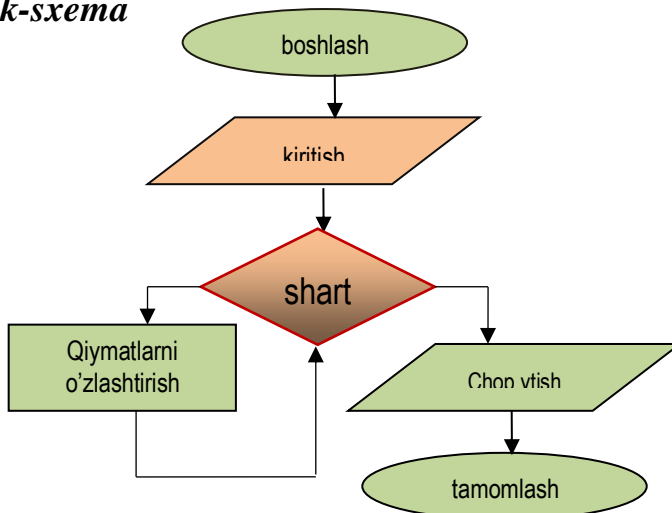 k-sxema
boshlash
kiritish
shart
Qiymatlarni
o’zlashtirish
Chop ytish
tamomlash